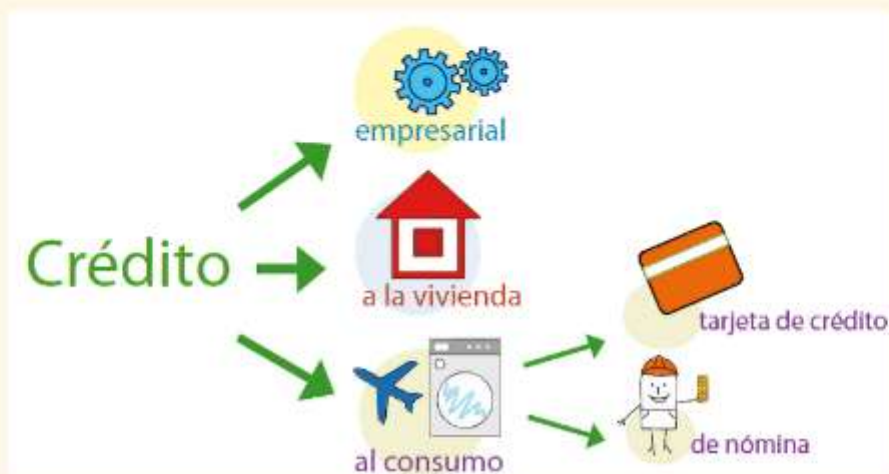 Crédito
empresarial
a la vivienda
al consumo
tarjeta de crédito
de nómina